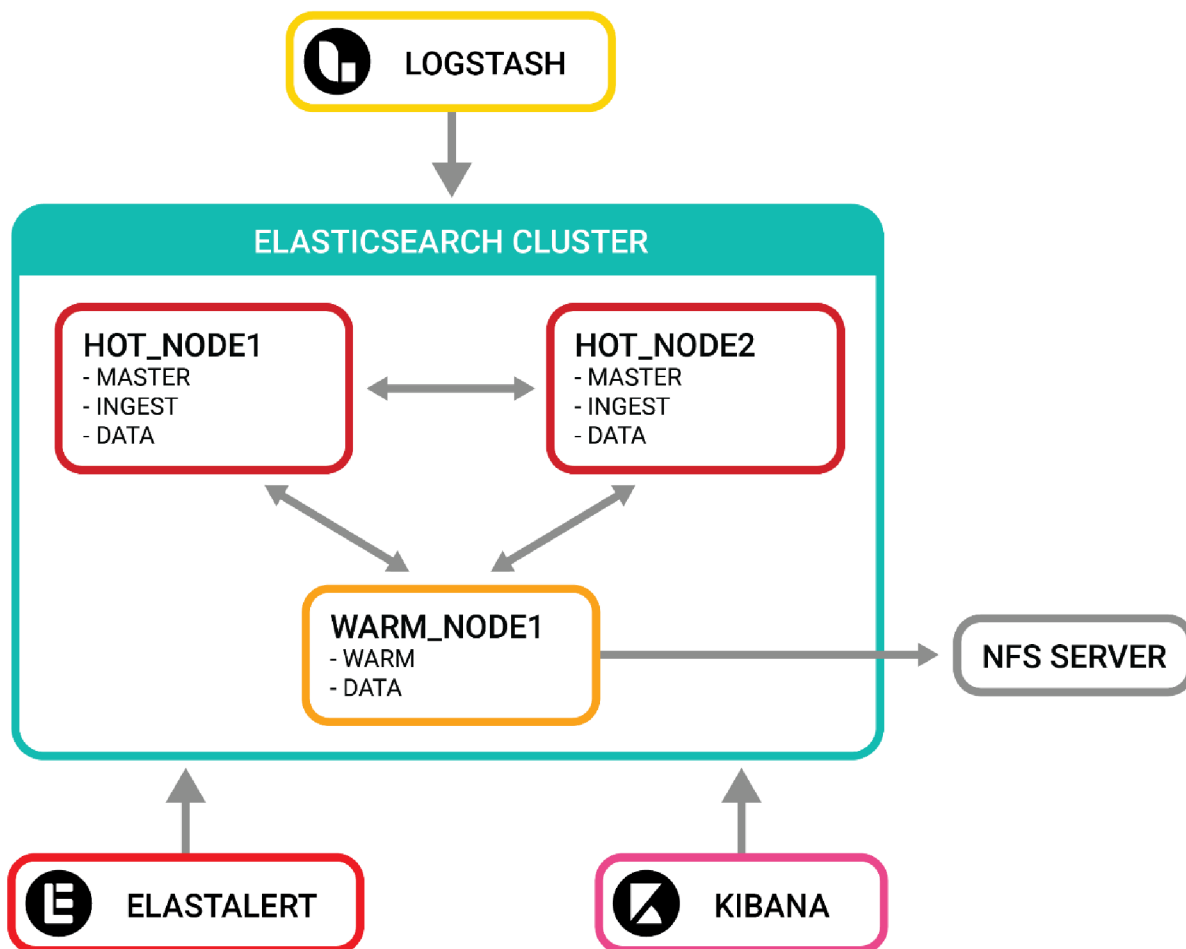 LOGSTASH
ELASTICSEARCH CLUSTER
HOT_NODE1
- MASTER
- INGEST
- DATA
HOT_NODE2
- MASTER
- INGEST
- DATA
WARM_NODE1
- WARM
- DATA
NFS SERVER
ELASTALERT
KIBANA